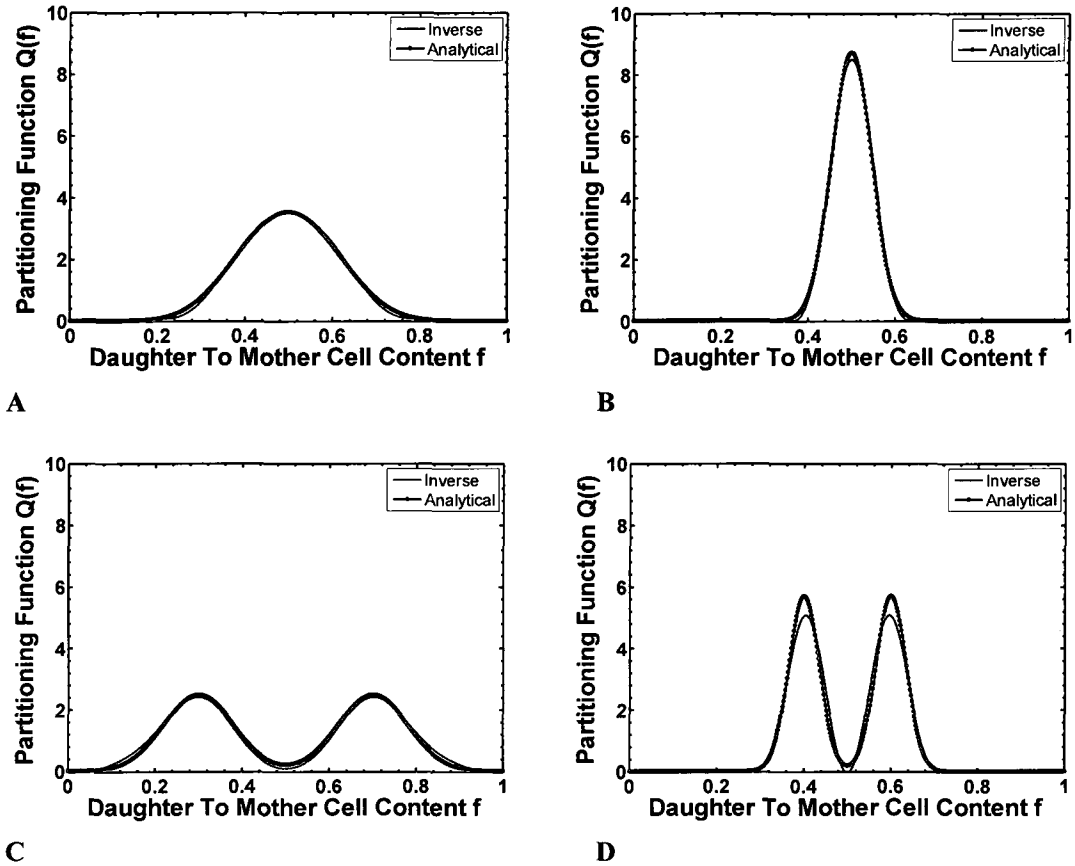 10
8
6
4
2
0
Partitioning Function Q(f)
Inverse
Analytical
0 0.2 0.4 0.6 0.8 1
Daughter To Mother Cell Content f
A
10
8
6
4
2
0
Partitioning Function Q(f)
Inverse
Analytical
0 0.2 0.4 0.6 0.8 1
Daughter To Mother Cell Content f
B
10
8
6
4
2
0
Partitioning Function Q(f)
Inverse
Analytical
0 0.2 0.4 0.6 0.8 1
Daughter To Mother Cell Content f
C
10
8
6
4
2
0
Partitioning Function Q(f)
Inverse
Analytical
0 0.2 0.4 0.6 0.8 1
Daughter To Mother Cell Content f
D